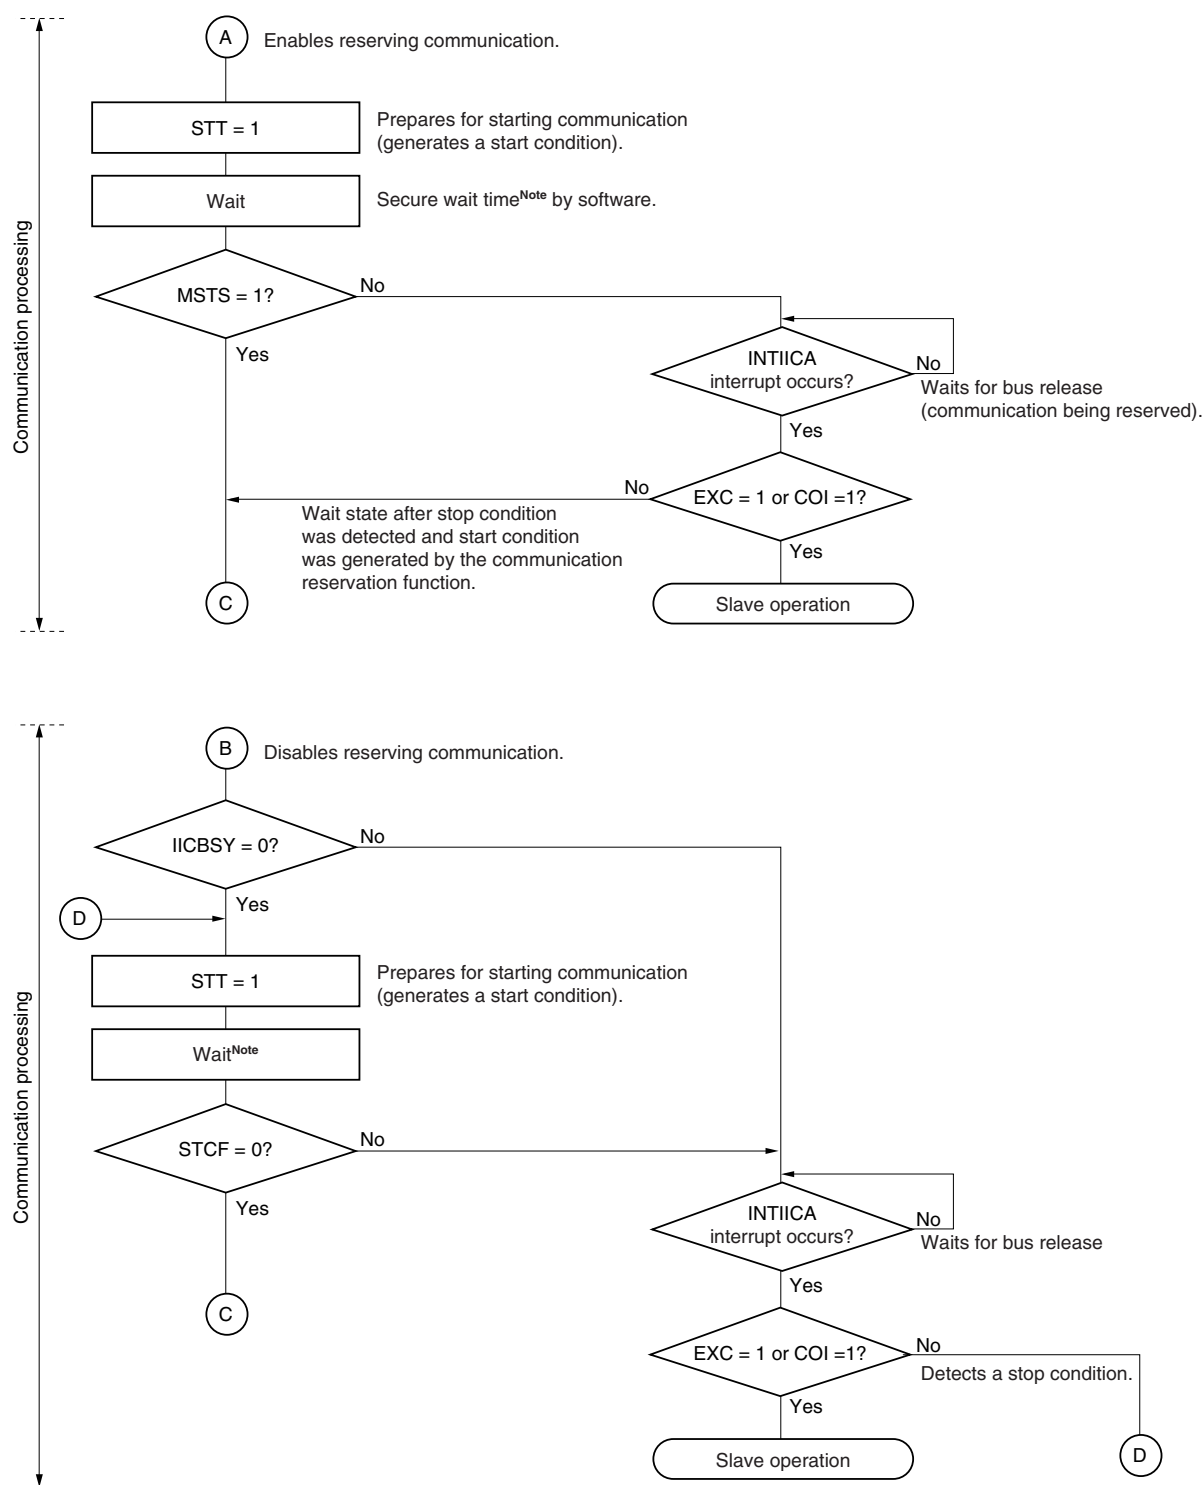 A
Enables reserving communication.
STT = 1
Prepares for starting communication
(generates a start condition).
Wait
Secure wait timeNote by software.
MSTS = 1?
No
Yes
INTIICA
interrupt occurs?
No
Waits for bus release
(communication being reserved).
Yes
EXC = 1 or COI =1?
No
Wait state after stop condition
was detected and start condition
was generated by the communication
reservation function.
Yes
C
Slave operation
Communication processing
B
Disables reserving communication.
IICBSY = 0?
No
Yes
D
STT = 1
Prepares for starting communication
(generates a start condition).
WaitNote
STCF = 0?
No
Yes
INTIICA
interrupt occurs?
No
Waits for bus release
Yes
C
EXC = 1 or COI =1?
No
Detects a stop condition.
Yes
Slave operation
D
Communication processing